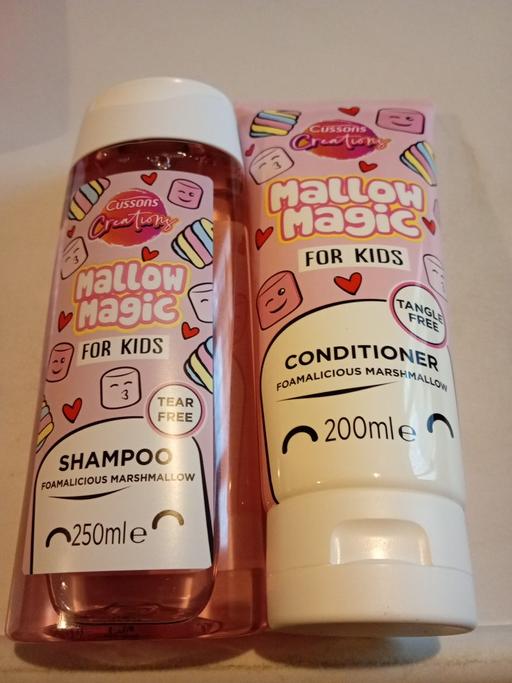 Cussons
Creations
Mallow
Magic
FOR KIDS
TEAR
FREE
SHAMPOO
FOAMALICIOUS MARSHMALLOW
250ml e
Cussons
Creations
Mallow
Magic
FOR KIDS
TANGLE
FREE
CONDITIONER
FOAMALICIOUS MARSHMALLOW
200ml e